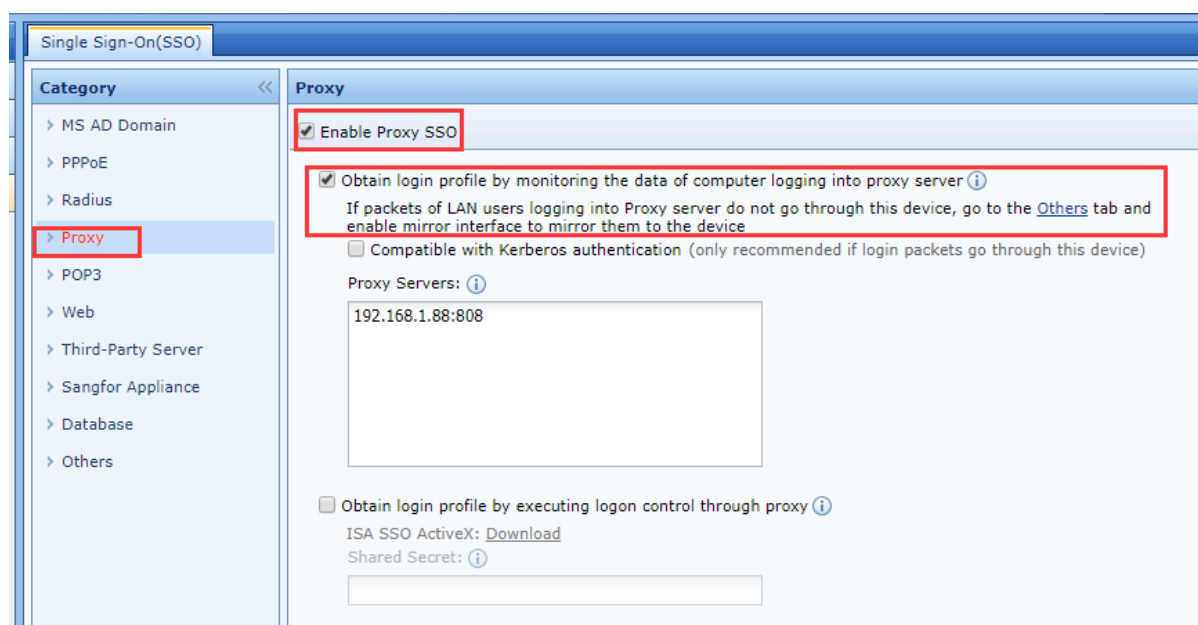 Single Sign-On(SSO)
Category
Proxy
MS AD Domain
PPPoE
Radius
Proxy
POP3
Web
Third-Party Server
Sangfor Appliance
Database
Others
Enable Proxy SSO
Obtain login profile by monitoring the data of computer logging into proxy server
If packets of LAN users logging into Proxy server do not go through this device, go to the Others tab and
enable mirror interface to mirror them to the device
Compatible with Kerberos authentication (only recommended if login packets go through this device)
Proxy Servers:
192.168.1.88:808
Obtain login profile by executing logon control through proxy
ISA SSO ActiveX: Download
Shared Secret: